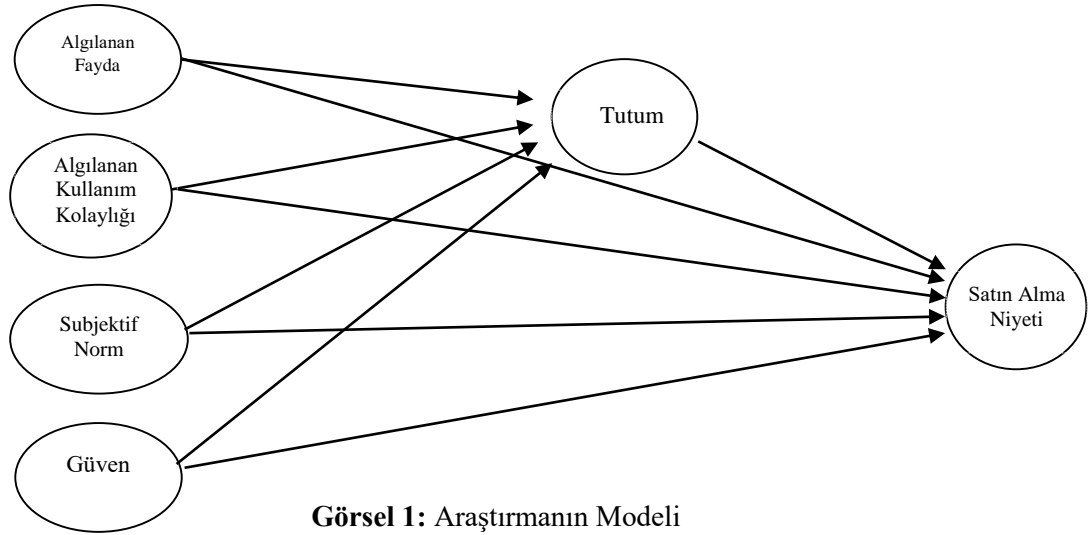 Algılanan
Fayda
Tutum
Algılanan
Kullanım
Kolaylığı
Satın Alma
Niyeti
Subjektif
Norm
Güven
Görsel 1: Araştırmanın Modeli